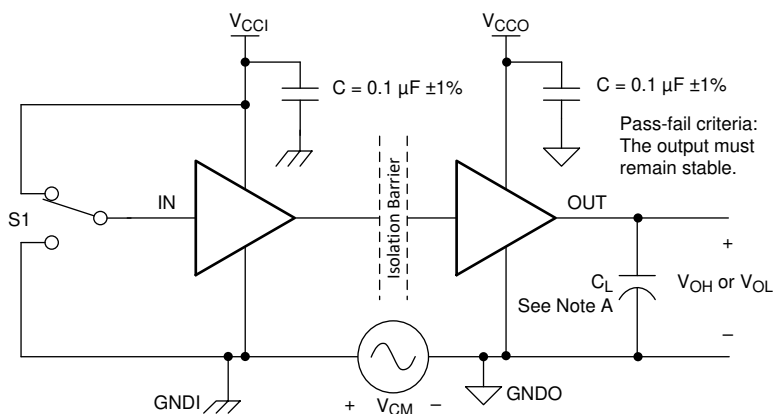 V_CCI
V_CCO
C = 0.1 µF ±1%
C = 0.1 µF ±1%
Pass-fail criteria:
The output must
remain stable.
IN
Isolation Barrier
OUT
S1
+
C_L
V_OH or V_OL
See Note A
–
GNDI
+ V_CM –
GNDO